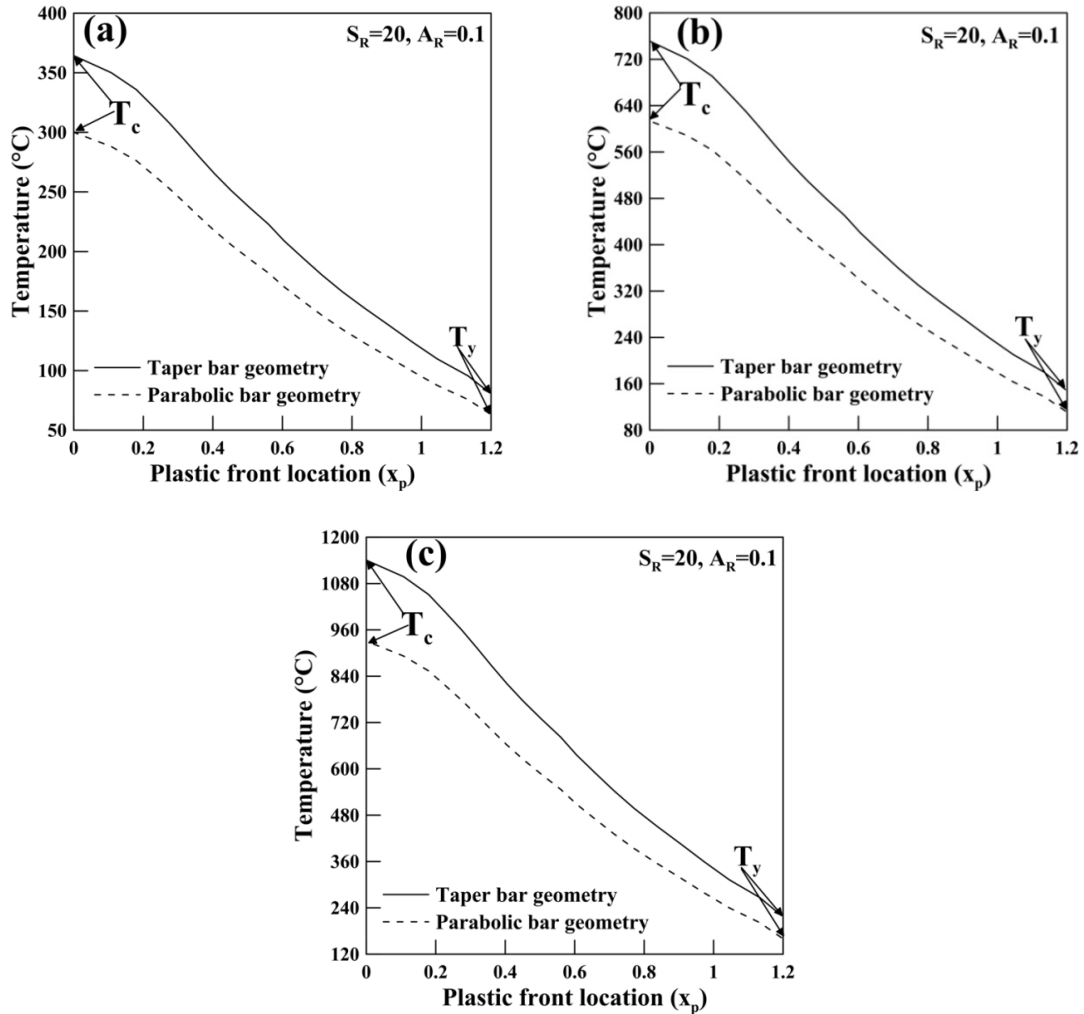 (a)
S_R=20, A_R=0.1
400
350
300
250
200
150
100
50
Temperature (°C)
T_c
T_y
Taper bar geometry
Parabolic bar geometry
0 0.2 0.4 0.6 0.8 1 1.2
Plastic front location (x_p)
(b)
S_R=20, A_R=0.1
800
720
640
560
480
400
320
240
160
80
Temperature (°C)
T_c
T_y
Taper bar geometry
Parabolic bar geometry
0 0.2 0.4 0.6 0.8 1 1.2
Plastic front location (x_p)
(c)
S_R=20, A_R=0.1
1200
1080
960
840
720
600
480
360
240
120
Temperature (°C)
T_c
T_y
Taper bar geometry
Parabolic bar geometry
0 0.2 0.4 0.6 0.8 1 1.2
Plastic front location (x_p)